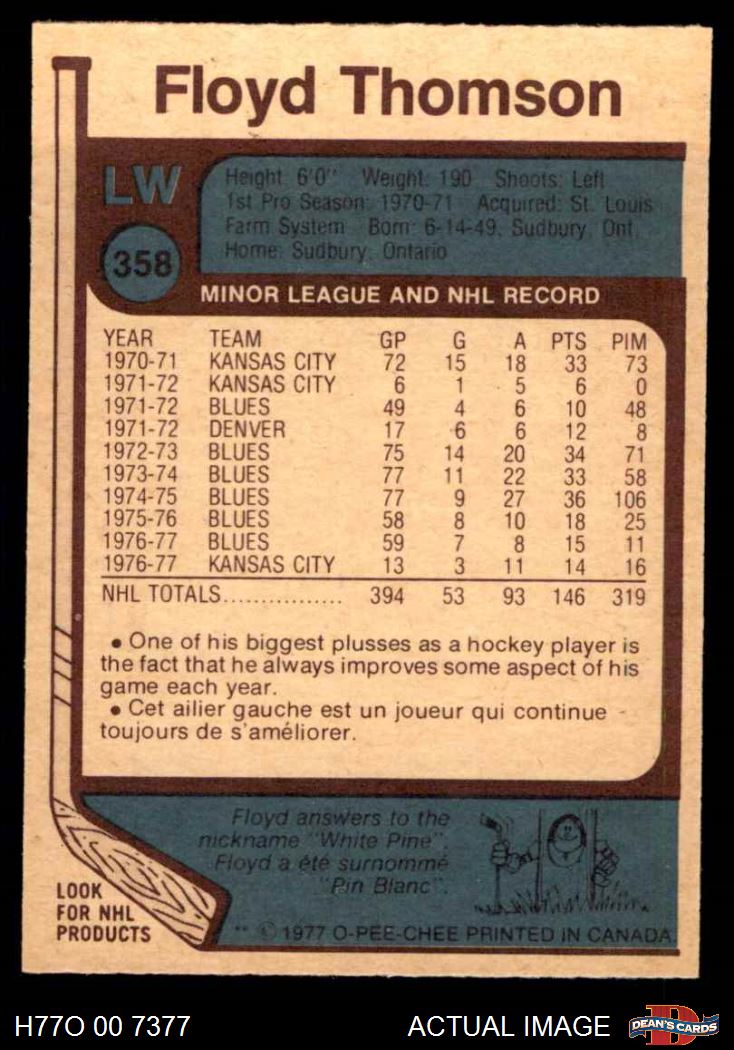 Floyd Thomson
LW
358
Height: 6'0" Weight: 190 Shoots: Left
1st Pro Season: 1970-71 Acquired: St. Louis
Farm System Born: 6-14-49, Sudbury, Ont.
Home: Sudbury, Ontario
MINOR LEAGUE AND NHL RECORD
YEAR TEAM GP G A PTS PIM
1970-71 KANSAS CITY 72 15 18 33 73
1971-72 KANSAS CITY 6 1 5 6 0
1971-72 BLUES 49 4 6 10 48
1971-72 DENVER 17 6 6 12 8
1972-73 BLUES 75 14 20 34 71
1973-74 BLUES 77 11 22 33 58
1974-75 BLUES 77 9 27 36 106
1975-76 BLUES 58 8 10 18 25
1976-77 BLUES 59 7 8 15 11
1976-77 KANSAS CITY 13 3 11 14 16
NHL TOTALS................ 394 53 93 146 319
• One of his biggest plusses as a hockey player is
the fact that he always improves some aspect of his
game each year.
• Cet ailier gauche est un joueur qui continue
toujours de s'améliorer.
Floyd answers to the
nickname "White Pine".
Floyd a été surnommé
"Pin Blanc".
LOOK
FOR NHL
PRODUCTS
** © 1977 O-PEE-CHEE PRINTED IN CANADA
H77O 00 7377
ACTUAL IMAGE
D
DEAN'S CARDS